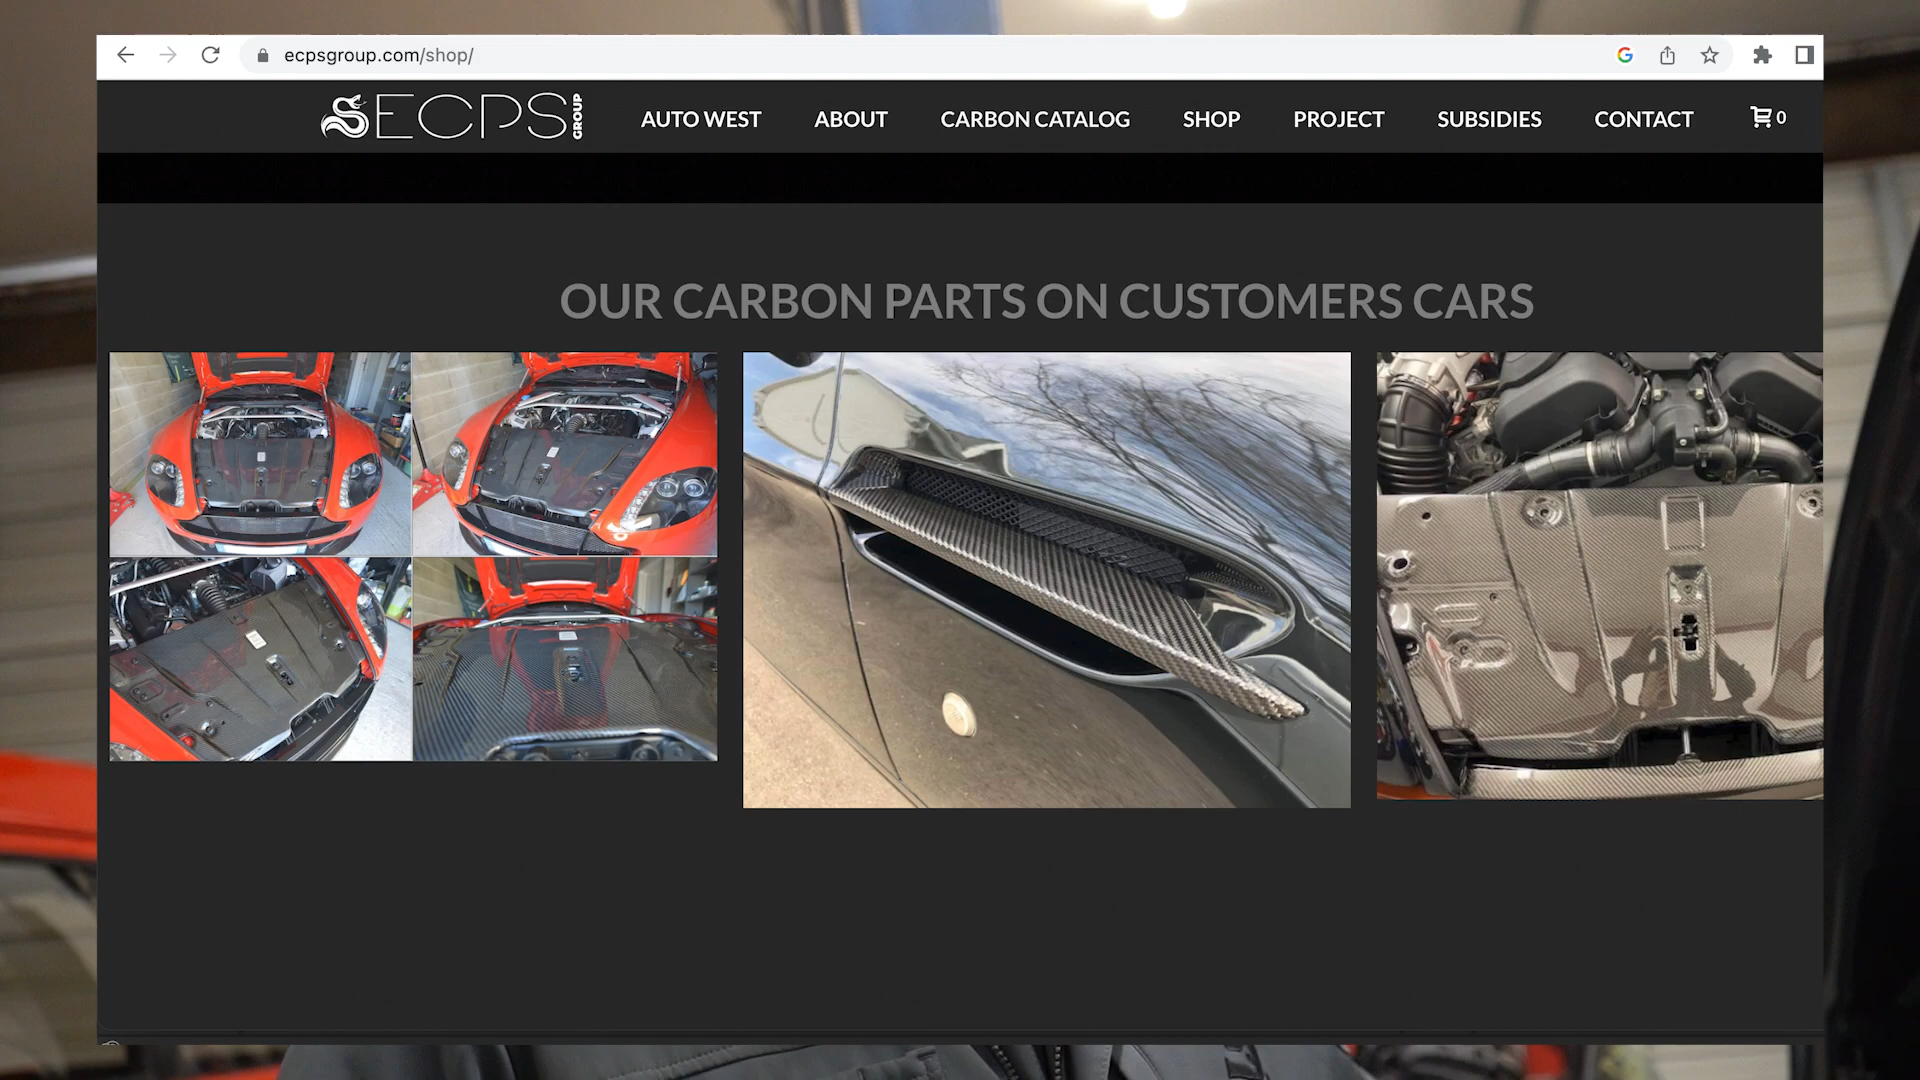 ecpsgroup.com/shop/
ECPS GROUP
AUTO WEST
ABOUT
CARBON CATALOG
SHOP
PROJECT
SUBSIDIES
CONTACT
0
OUR CARBON PARTS ON CUSTOMERS CARS